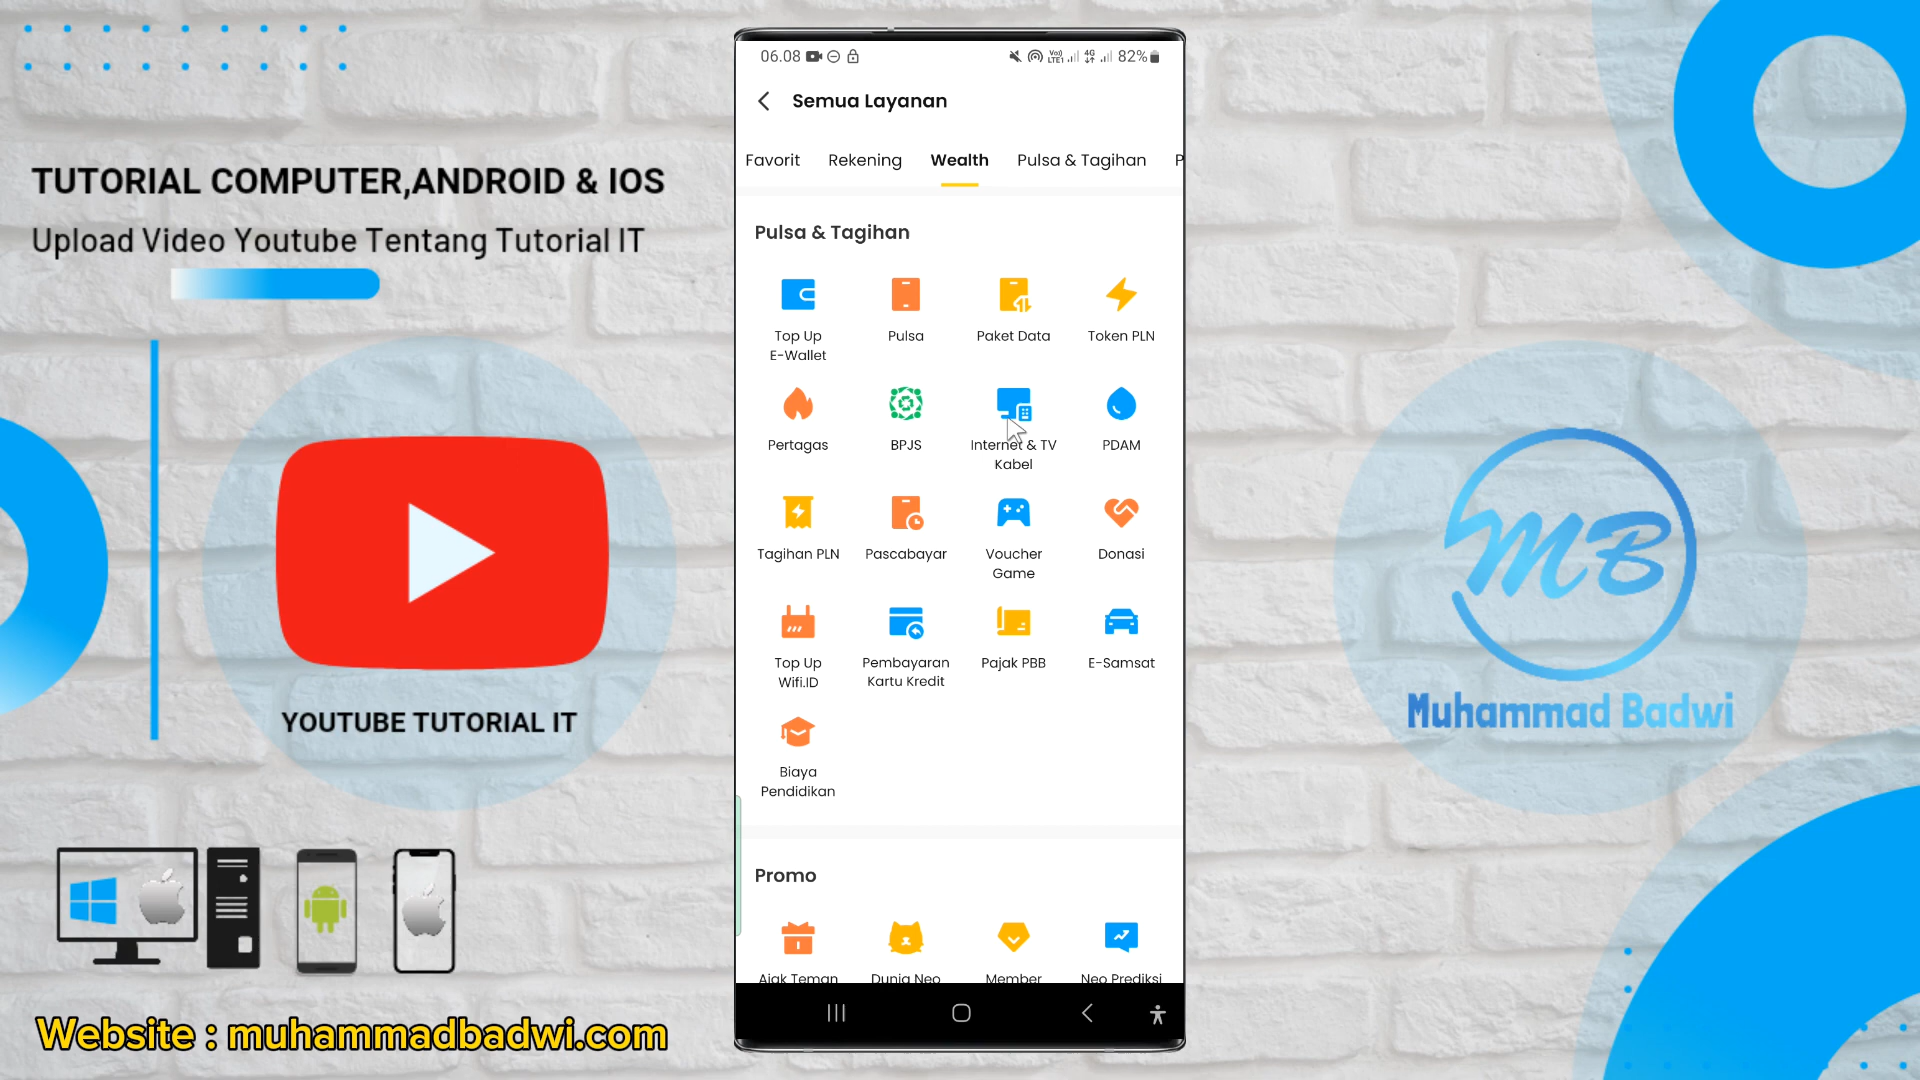 TUTORIAL COMPUTER,ANDROID & IOS
Upload Video Youtube Tentang Tutorial IT
YOUTUBE TUTORIAL IT
Website : muhammadbadwi.com
06.08
82%
Semua Layanan
Favorit Rekening Wealth Pulsa & Tagihan P
Pulsa & Tagihan
Top Up
E-Wallet
Pulsa
Paket Data
Token PLN
Pertagas
BPJS
Internet & TV
Kabel
PDAM
Tagihan PLN
Pascabayar
Voucher
Game
Donasi
Top Up
Wifi.ID
Pembayaran
Kartu Kredit
Pajak PBB
E-Samsat
Biaya
Pendidikan
Promo
Ajak Teman
Dunia Neo
Member
Neo Prediksi
MB
Muhammad Badwi